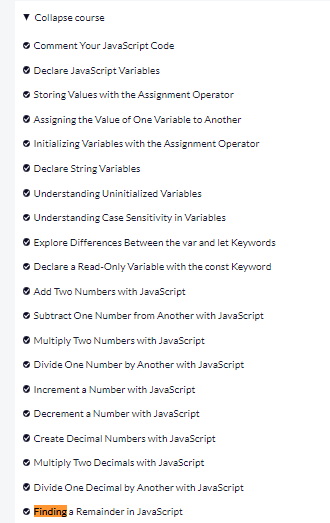 Collapse course
Comment Your JavaScript Code
Declare JavaScript Variables
Storing Values with the Assignment Operator
Assigning the Value of One Variable to Another
Initializing Variables with the Assignment Operator
Declare String Variables
Understanding Uninitialized Variables
Understanding Case Sensitivity in Variables
Explore Differences Between the var and let Keywords
Declare a Read-Only Variable with the const Keyword
Add Two Numbers with JavaScript
Subtract One Number from Another with JavaScript
Multiply Two Numbers with JavaScript
Divide One Number by Another with JavaScript
Increment a Number with JavaScript
Decrement a Number with JavaScript
Create Decimal Numbers with JavaScript
Multiply Two Decimals with JavaScript
Divide One Decimal by Another with JavaScript
Finding a Remainder in JavaScript